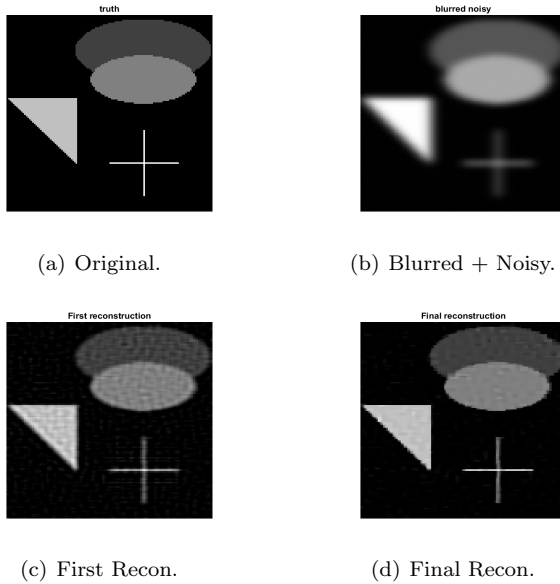 truth
blurred noisy
(a) Original.
(b) Blurred + Noisy.
First reconstruction
Final reconstruction
(c) First Recon.
(d) Final Recon.